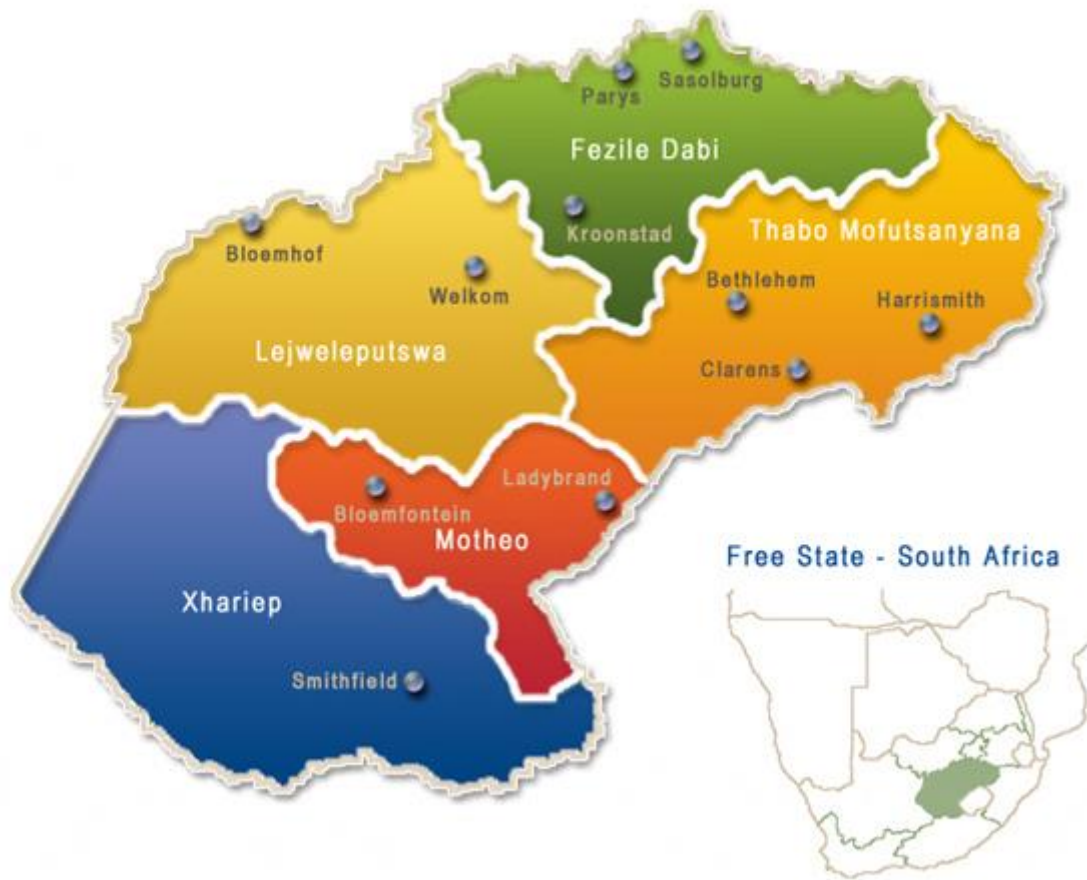 Sasolburg
Parys
Fezile Dabi
Kroonstad
Thabo Mofutsanyana
Bloemhof
Bethlehem
Welkom
Harrismith
Lejweleputswa
Clarens
Ladybrand
Bloemfontein
Motheo
Free State - South Africa
Xhariep
Smithfield